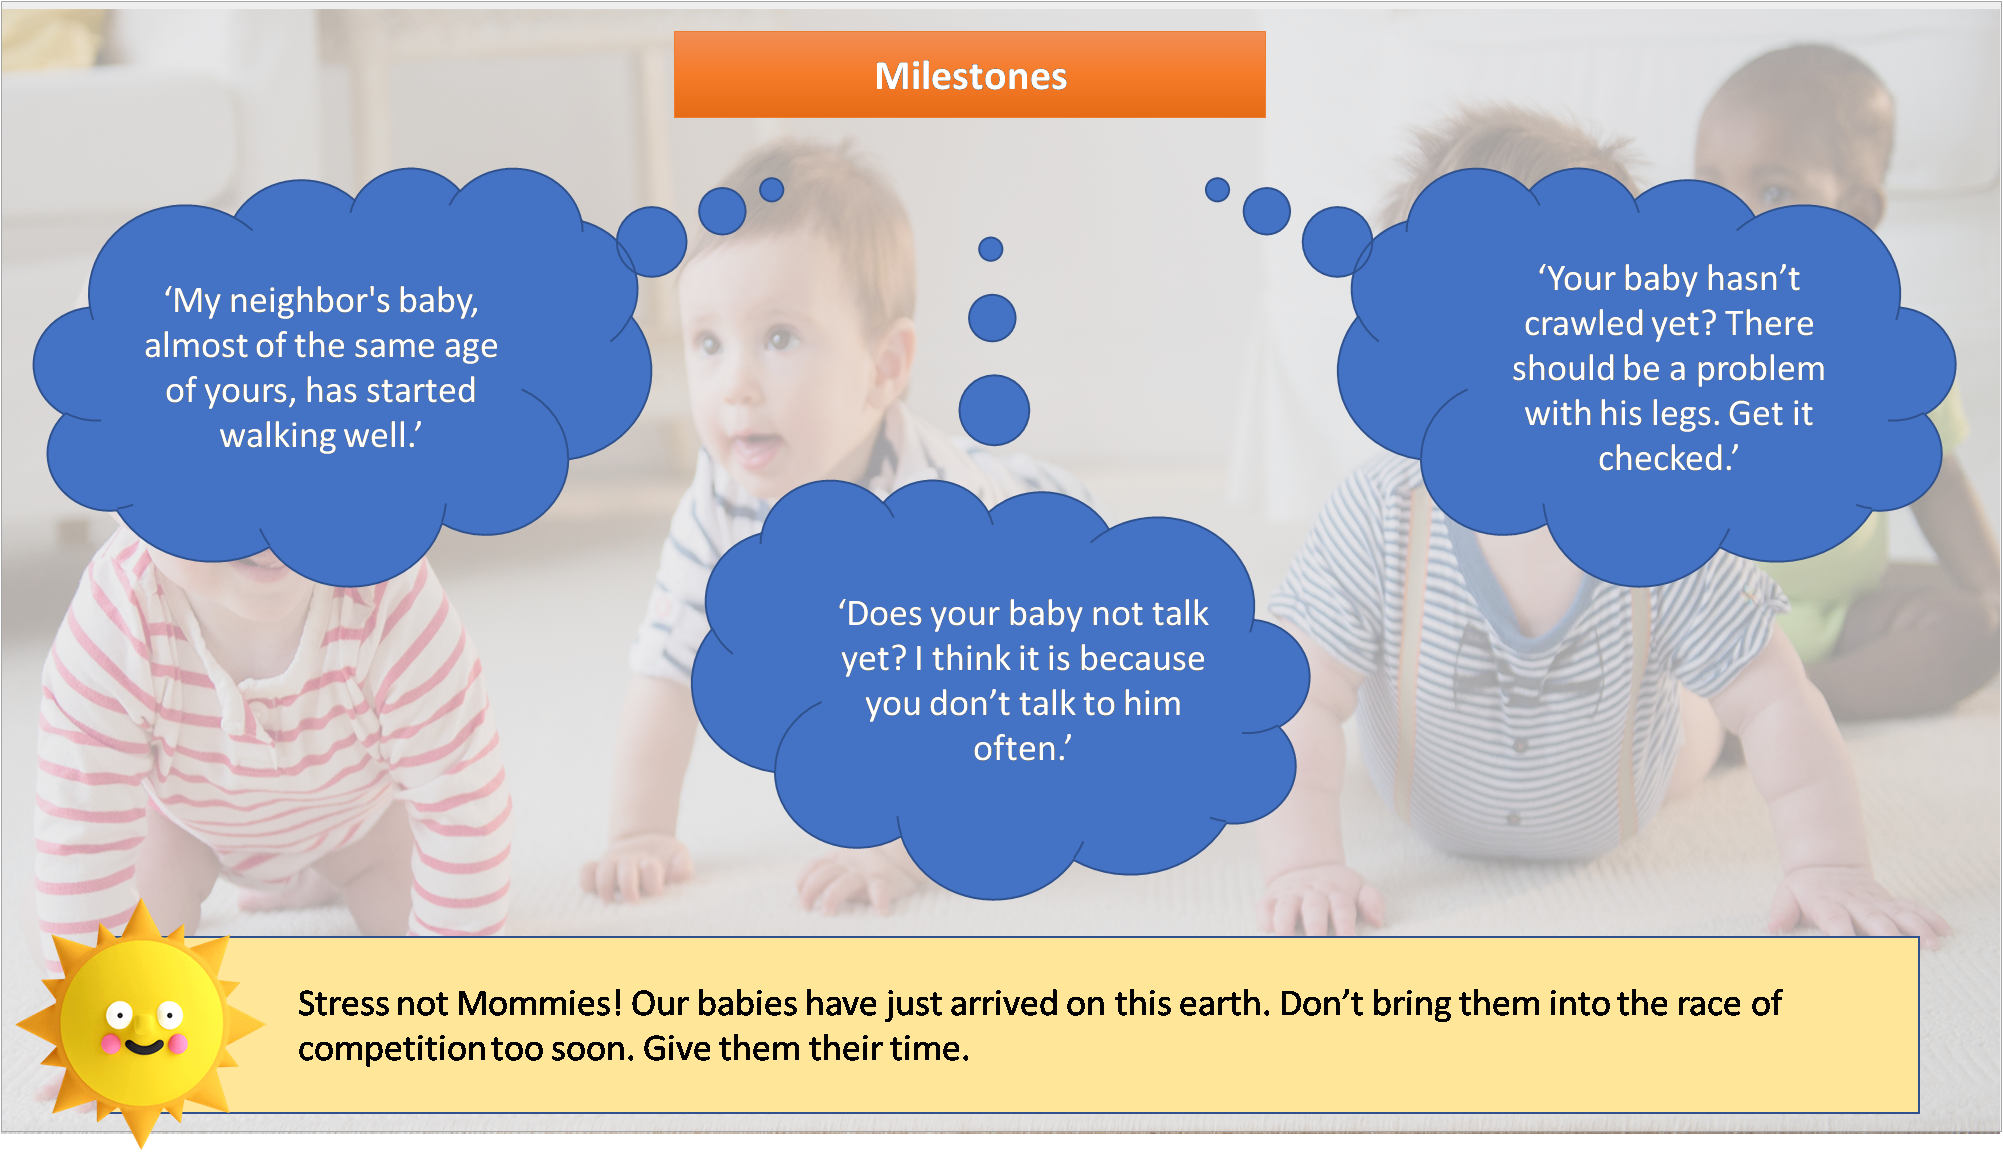 Milestones
‘My neighbor's baby,
almost of the same age
of yours, has started
walking well.’
‘Does your baby not talk
yet? I think it is because
you don’t talk to him
often.’
‘Your baby hasn’t
crawled yet? There
should be a problem
with his legs. Get it
checked.’
Stress not Mommies! Our babies have just arrived on this earth. Don’t bring them into the race of
competition too soon. Give them their time.